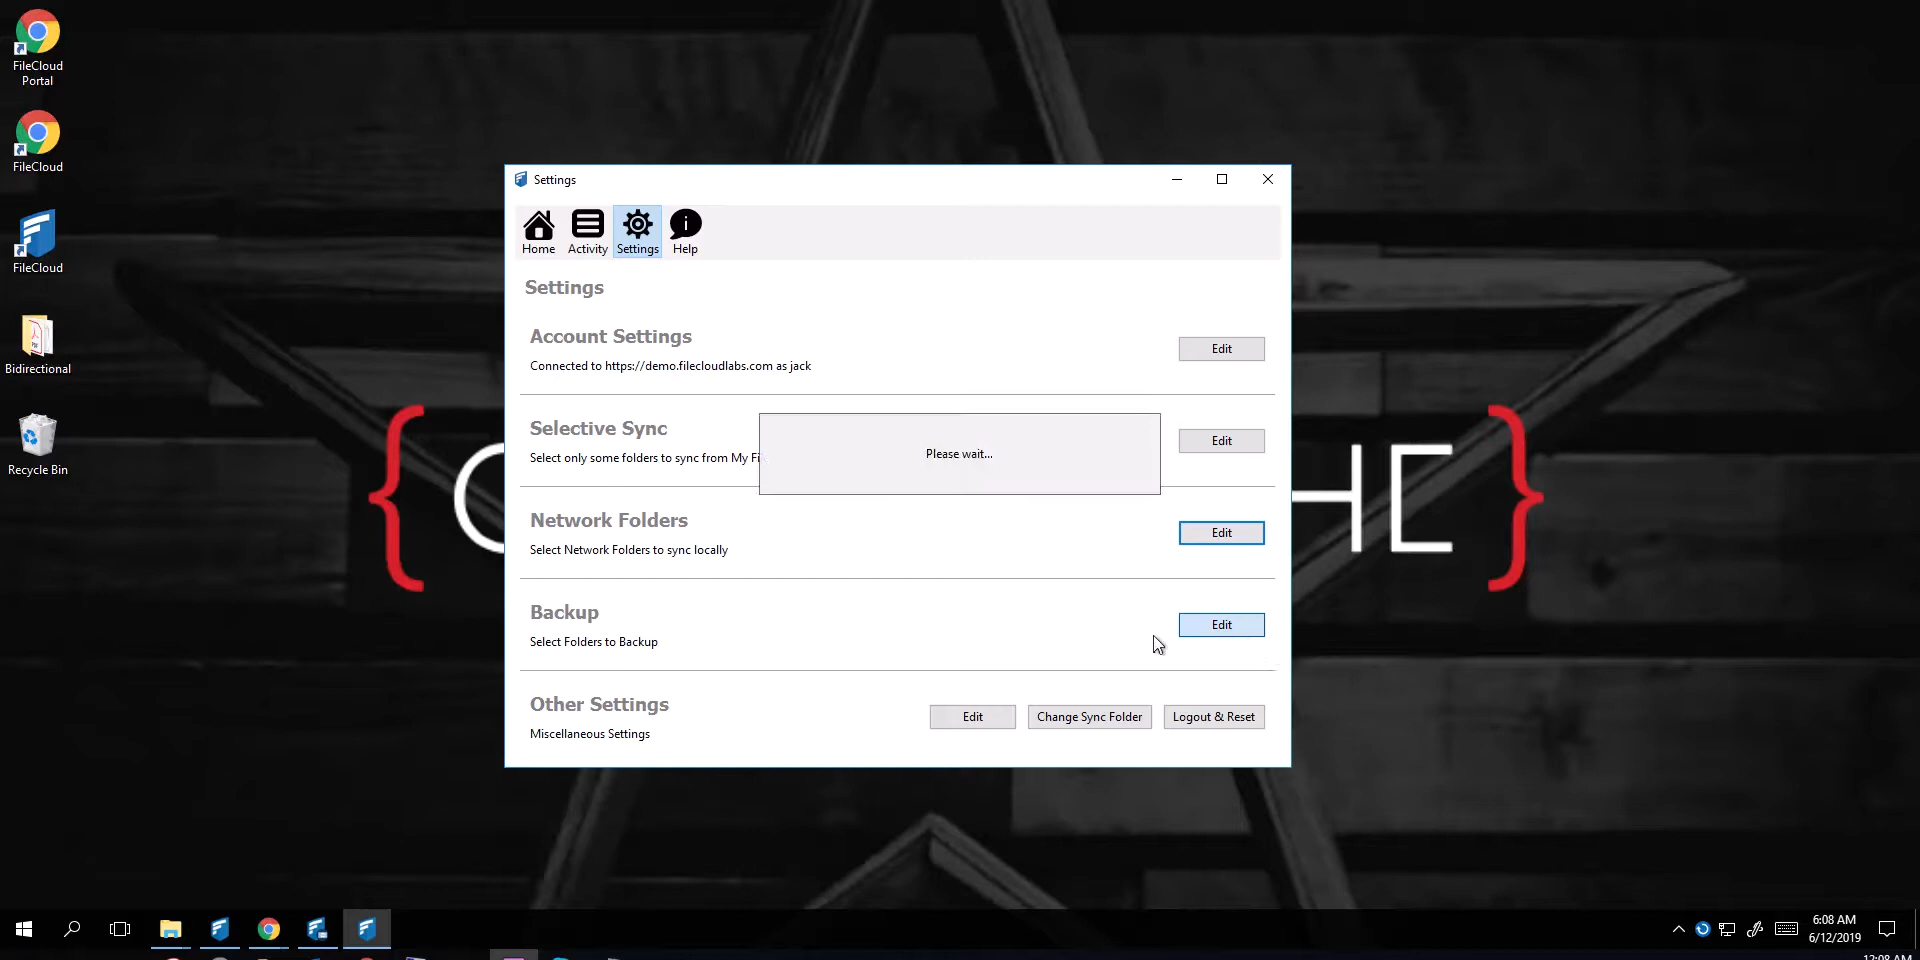 FileCloud
Portal
FileCloud
FileCloud
Bidirectional
Recycle Bin
Settings
Home
Activity
Settings
Help
Settings
Account Settings
Edit
Connected to https://demo.filecloudlabs.com as jack
Selective Sync
Edit
Select only some folders to sync from My
Please wait...
Network Folders
Edit
Select Network Folders to sync locally
Backup
Edit
Select Folders to Backup
Other Settings
Edit
Change Sync Folder
Logout & Reset
Miscellaneous Settings
6:08 AM
6/12/2019